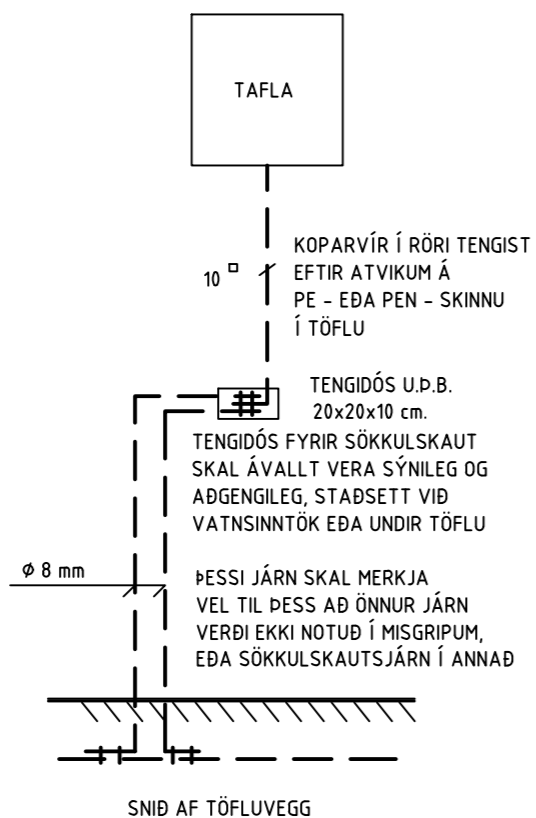 TAFLA
KOPARVÍR Í RÖRI TENGIST
EFTIR ATVIKUM Á
PE - EÐA PEN - SKINNU
Í TÖFLU
10 □
TENGIDÓS U.Þ.B.
20x20x10 cm.
TENGIDÓS FYRIR SÖKKULSKAUT
SKAL ÁVALLT VERA SÝNILEG OG
AÐGENGILEG, STAÐSETT VIÐ
VATNSINNTÖK EÐA UNDIR TÖFLU
ø 8 mm
ÞESSI JÁRN SKAL MERKJA
VEL TIL ÞESS AÐ ÖNNUR JÁRN
VERÐI EKKI NOTUÐ Í MISGRIPUM,
EÐA SÖKKULSKAUTSJÁRN Í ANNAÐ
SNIÐ AF TÖFLUVEGG